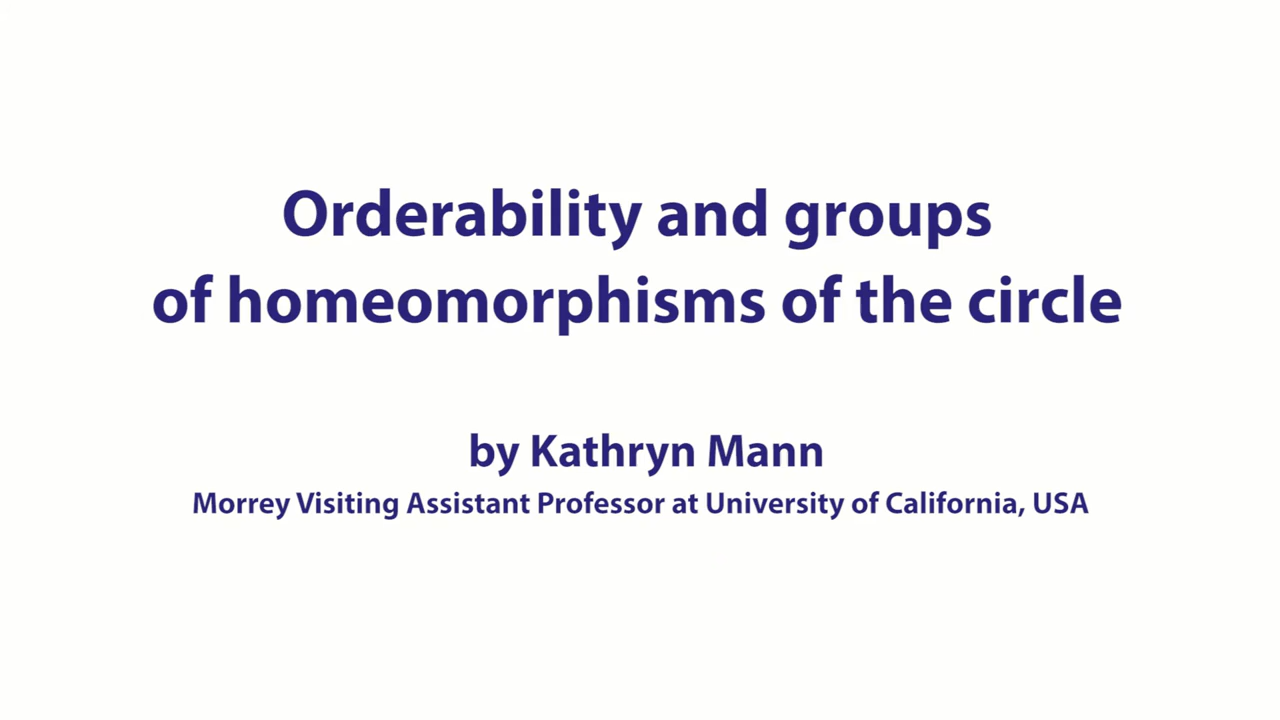 Orderability and groups
of homeomorphisms of the circle
by Kathryn Mann
Morrey Visiting Assistant Professor at University of California, USA